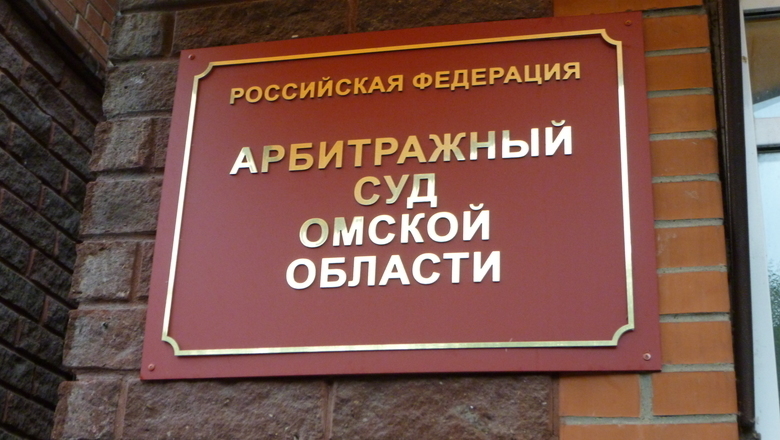 РОССИЙСКАЯ ФЕДЕРАЦИЯ
АРБИТРАЖНЫЙ
СУД
ОМСКОЙ
ОБЛАСТИ